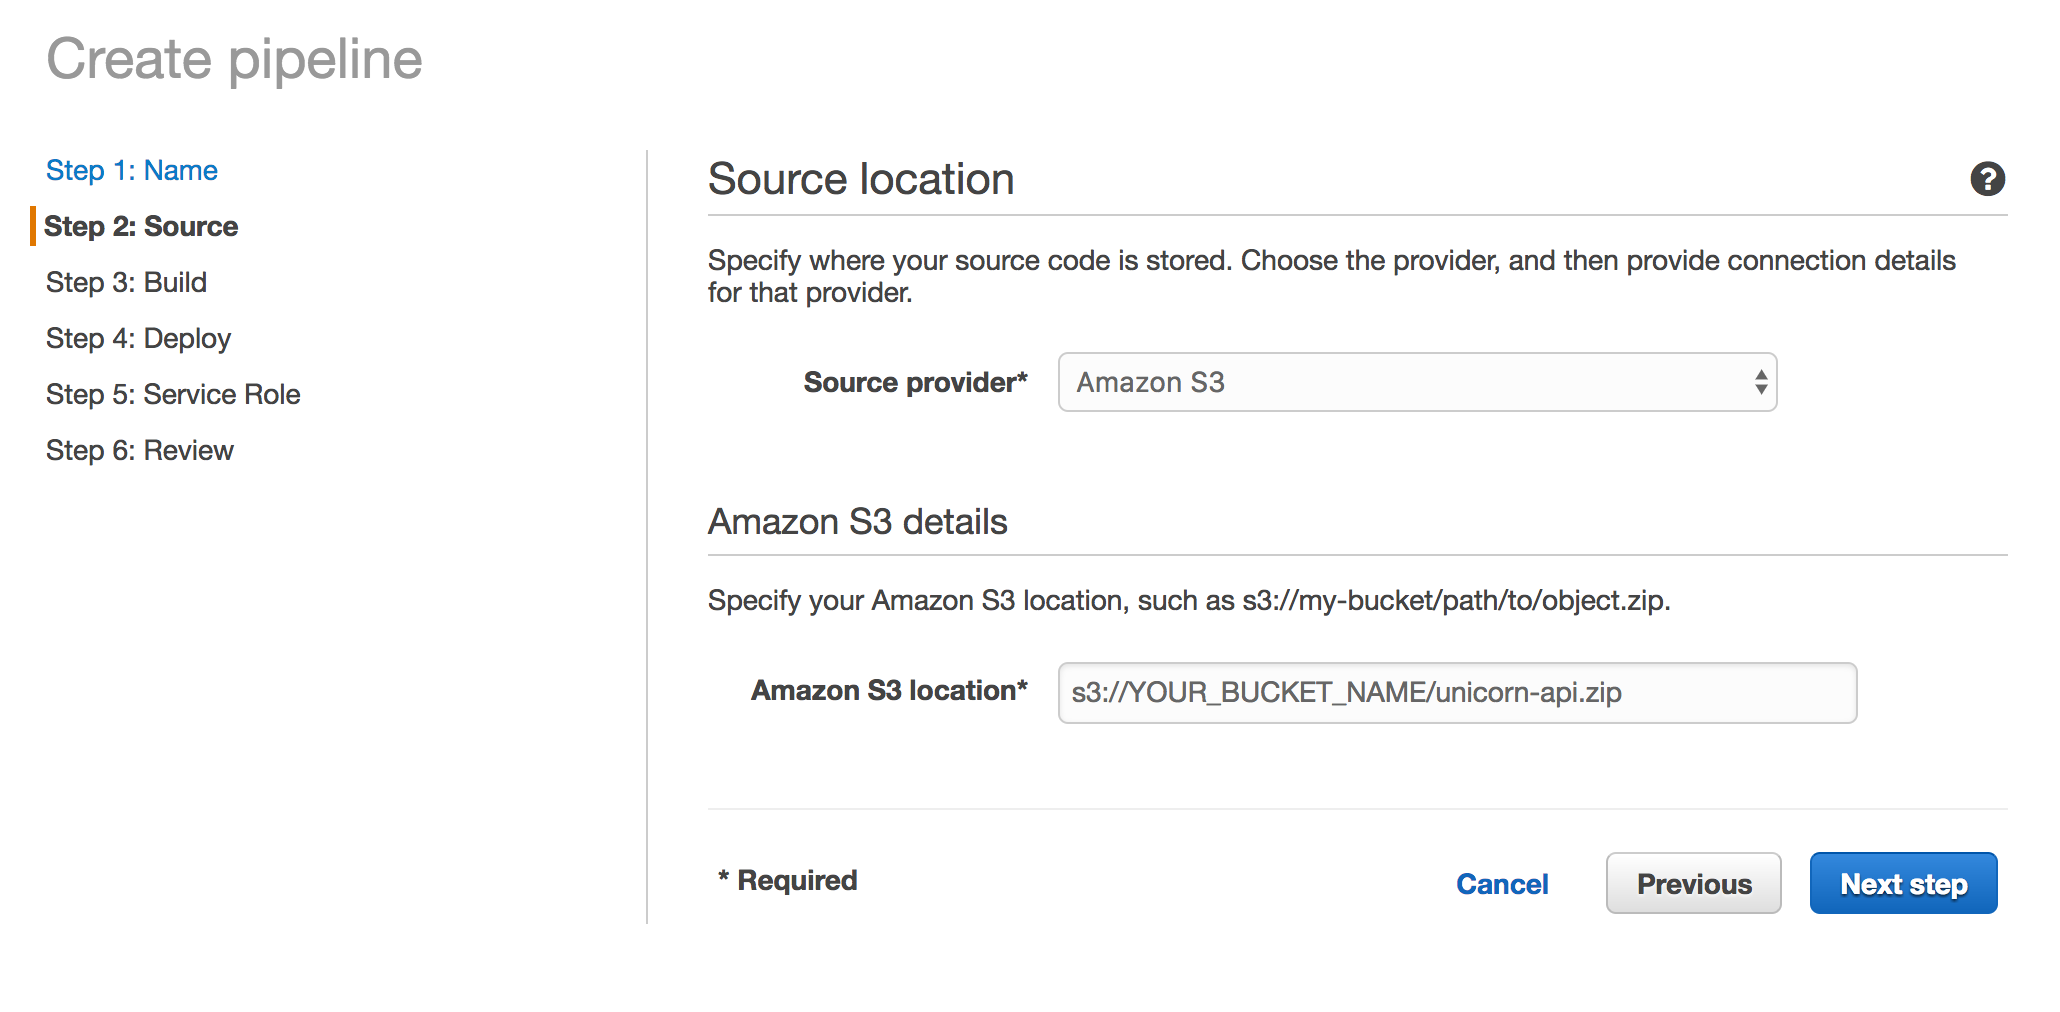 Create pipeline
Step 1: Name
Step 2: Source
Step 3: Build
Step 4: Deploy
Step 5: Service Role
Step 6: Review
Source location
?
Specify where your source code is stored. Choose the provider, and then provide connection details
for that provider.
Source provider* Amazon S3
Amazon S3 details
Specify your Amazon S3 location, such as s3://my-bucket/path/to/object.zip.
Amazon S3 location* s3://YOUR_BUCKET_NAME/unicorn-api.zip
* Required
Cancel Previous Next step